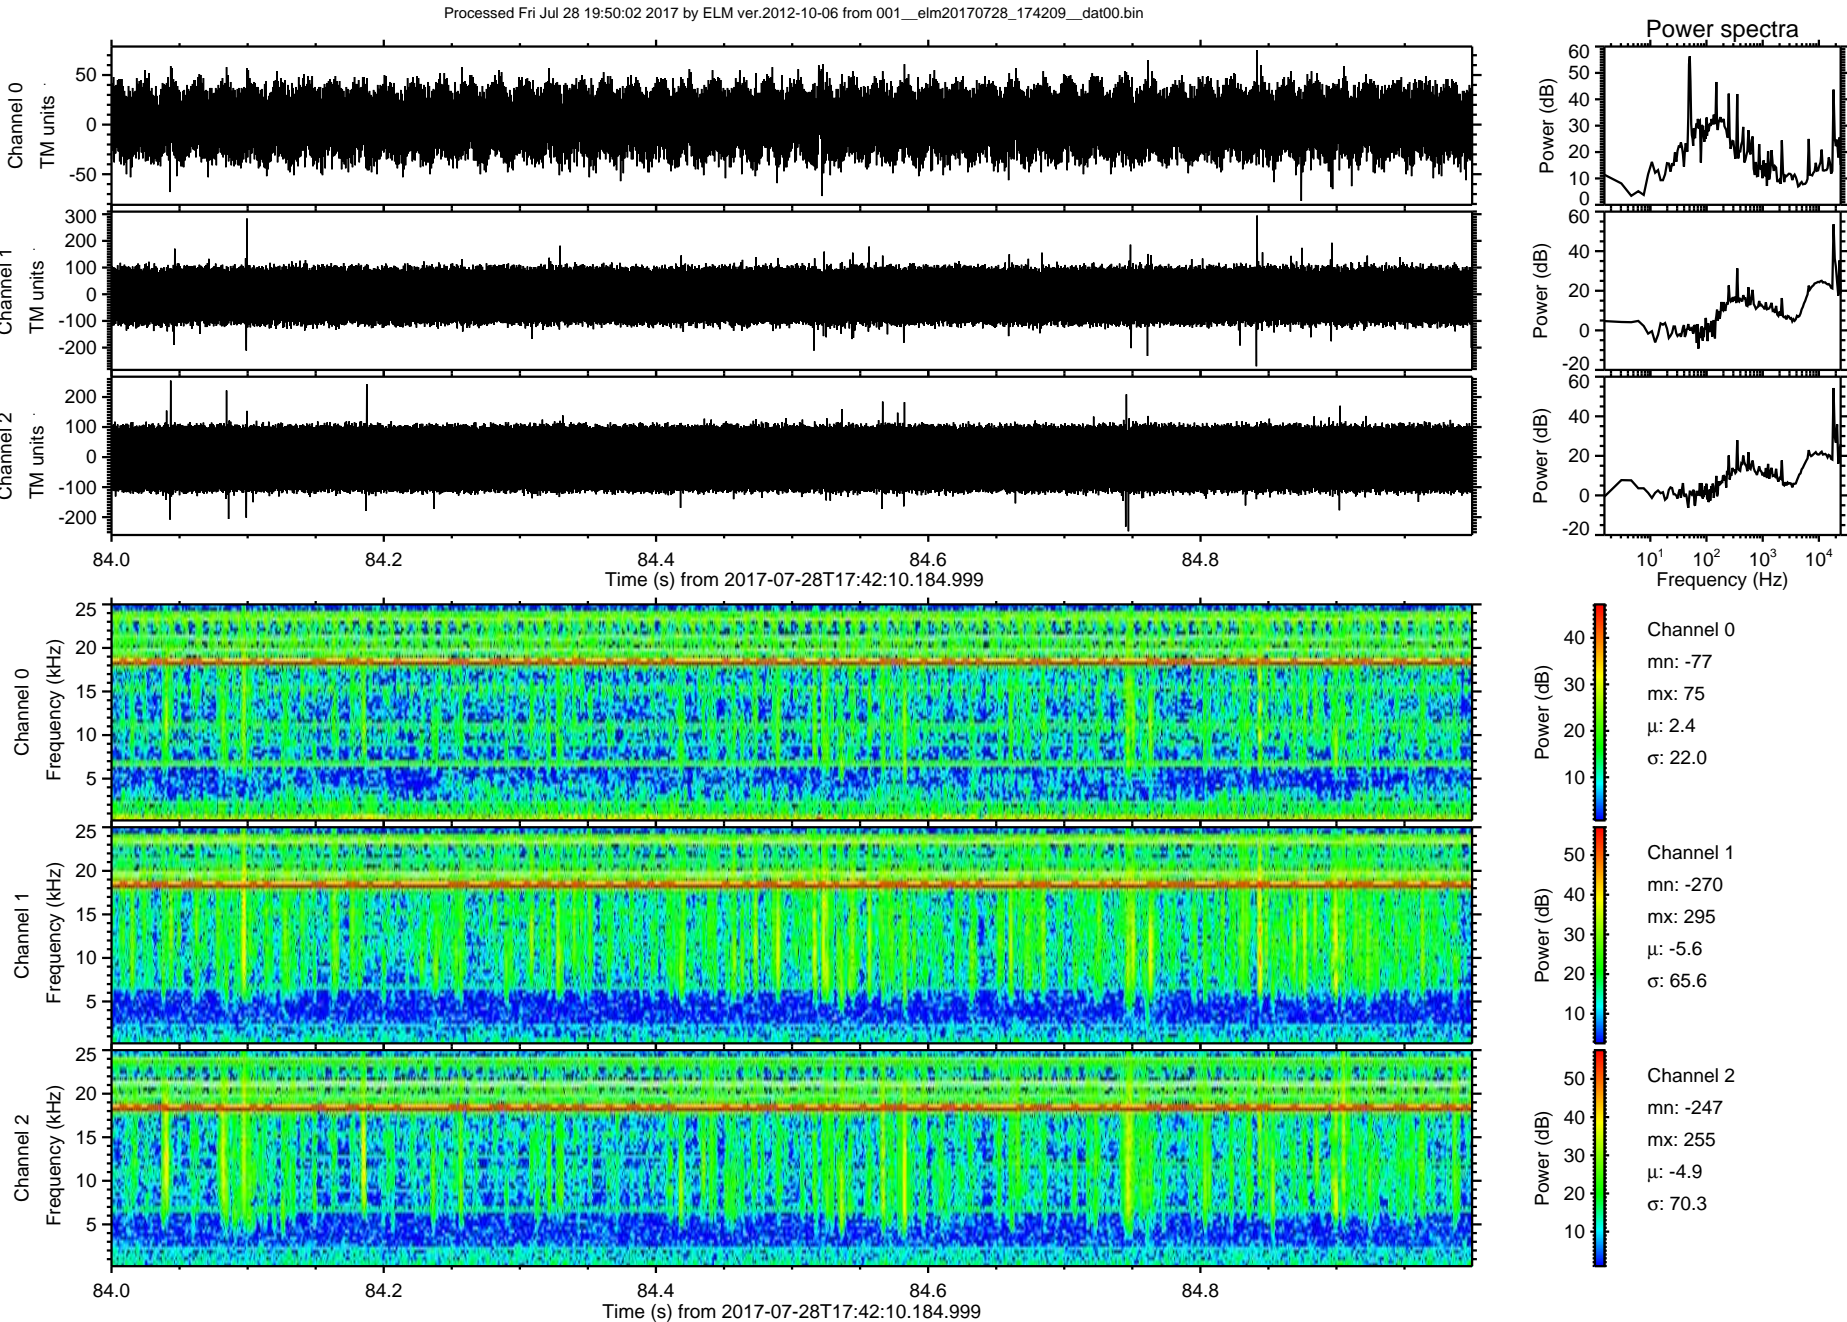 Processed Fri Jul 28 19:50:02 2017 by ELM ver.2012-10-06 from 001__elm20170728_174209__dat00.bin
Power spectra
Channel 0
TM units
50
0
-50
Power (dB)
60
50
40
30
20
10
0
Channel 1
TM units
300
200
100
0
-100
-200
Power (dB)
60
40
20
0
-20
Channel 2
TM units
200
100
0
-100
-200
Power (dB)
60
40
20
0
-20
84.0 84.2 84.4 84.6 84.8
Time (s) from 2017-07-28T17:42:10.184.999
10^1 10^2 10^3 10^4
Frequency (Hz)
Channel 0
Frequency (kHz)
25
20
15
10
5
Power (dB)
40
30
20
10
Channel 0
mn: -77
mx: 75
μ: 2.4
σ: 22.0
Channel 1
Frequency (kHz)
25
20
15
10
5
Power (dB)
50
40
30
20
10
Channel 1
mn: -270
mx: 295
μ: -5.6
σ: 65.6
Channel 2
Frequency (kHz)
25
20
15
10
5
Power (dB)
50
40
30
20
10
Channel 2
mn: -247
mx: 255
μ: -4.9
σ: 70.3
84.0 84.2 84.4 84.6 84.8
Time (s) from 2017-07-28T17:42:10.184.999